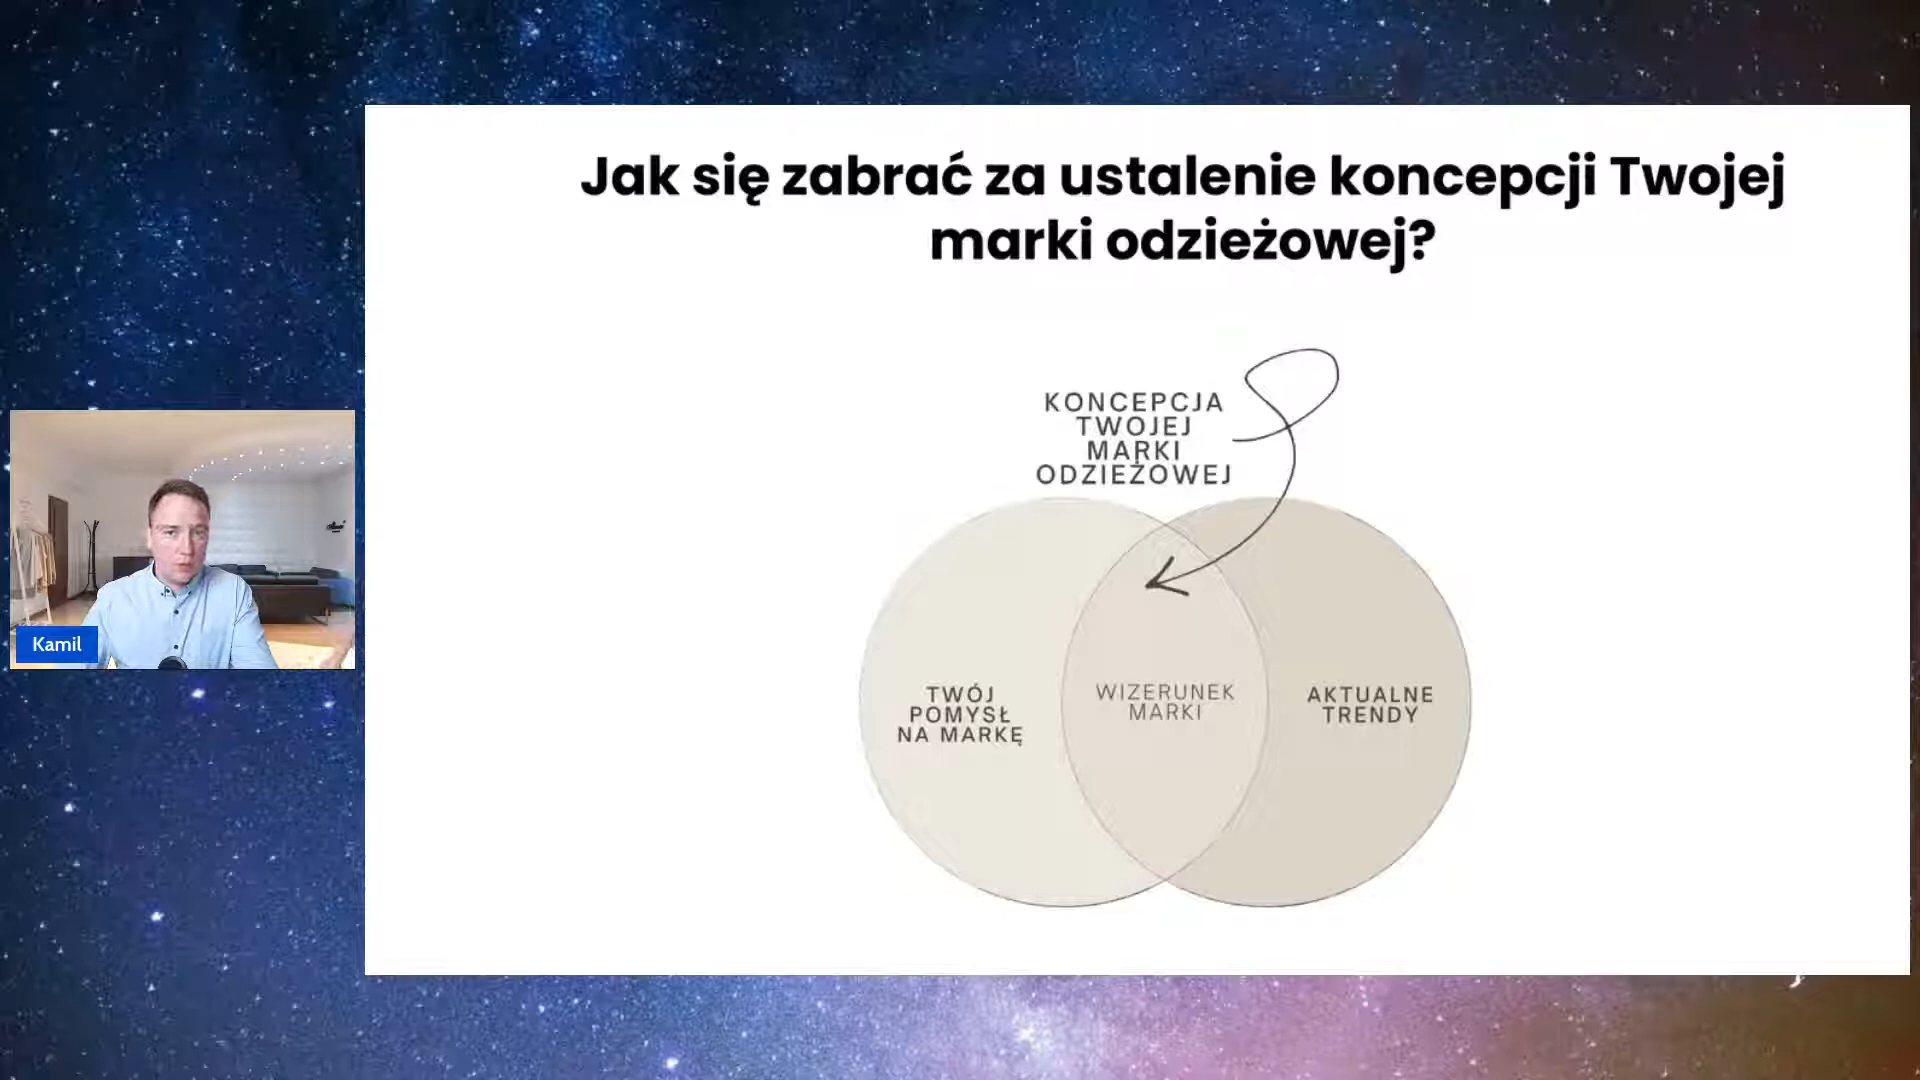 Jak się zabrać za ustalenie koncepcji Twojej
marki odzieżowej?
KONCEPCJA
TWOJEJ
MARKI
ODZIEŻOWEJ
TWÓJ
POMYSŁ
NA MARKĘ
WIZERUNEK
MARKI
AKTUALNE
TRENDY
Kamil